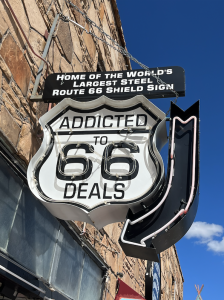 HOME OF THE WORLD'S
LARGEST STEEL
ROUTE 66 SHIELD SIGN
ADDICTED
TO
66
DEALS